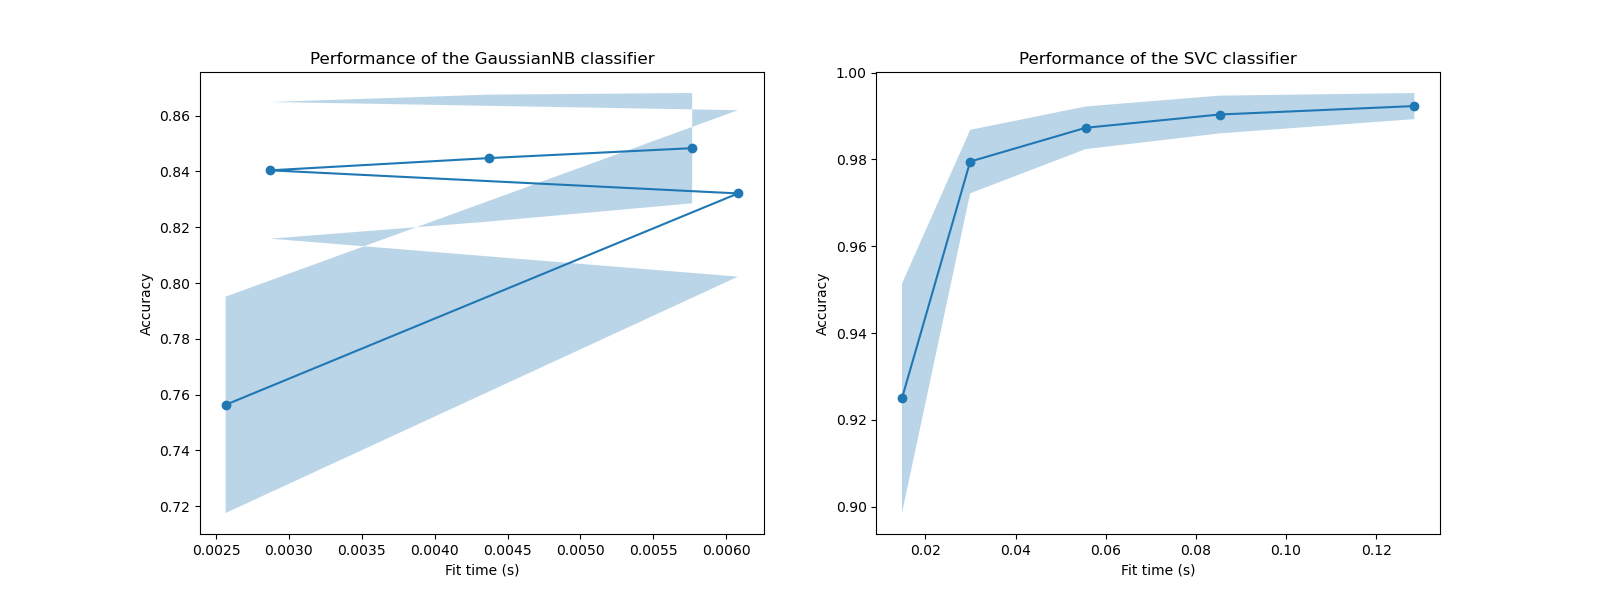 Performance of the GaussianNB classifier
Accuracy
0.86
0.84
0.82
0.80
0.78
0.76
0.74
0.72
0.0025 0.0030 0.0035 0.0040 0.0045 0.0050 0.0055 0.0060
Fit time (s)
Performance of the SVC classifier
Accuracy
1.00
0.98
0.96
0.94
0.92
0.90
0.02 0.04 0.06 0.08 0.10 0.12
Fit time (s)